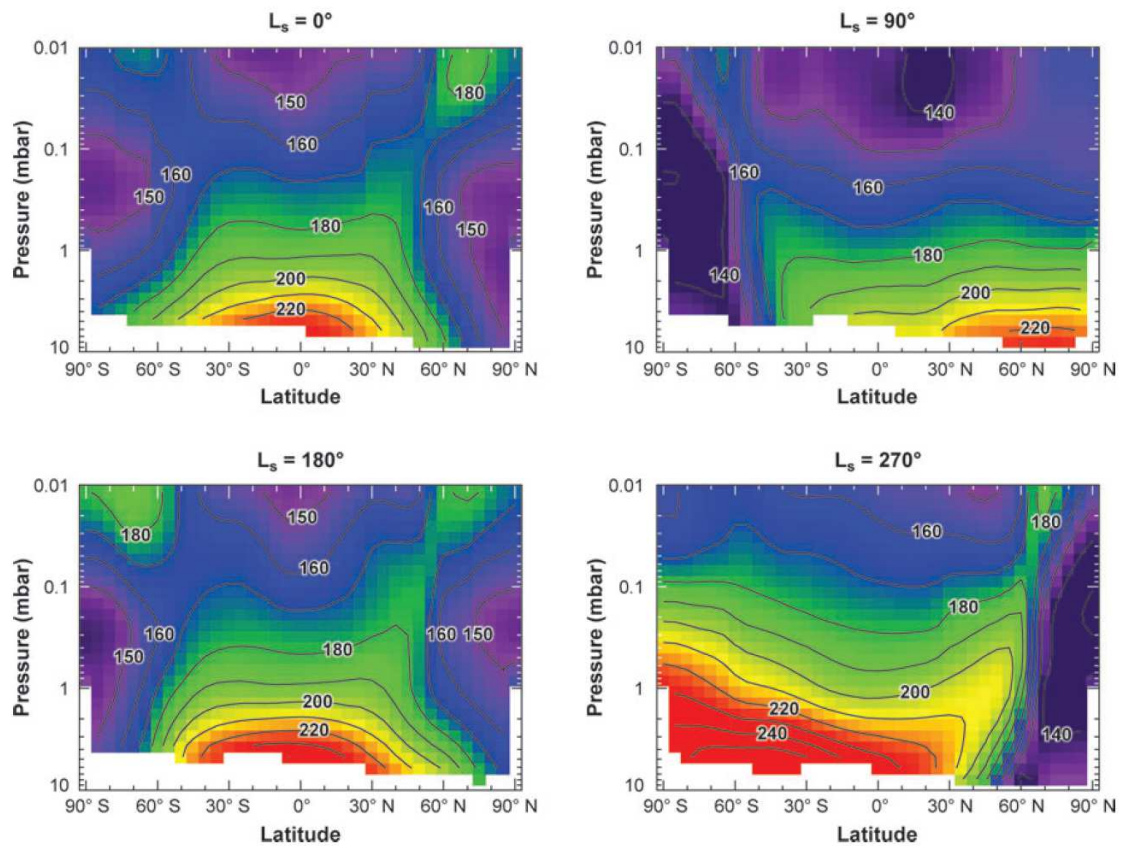 Lₛ = 0°
0.01
0.1
1
10
Pressure (mbar)
180
150
160
160
150
160
150
180
200
220
90° S
60° S
30° S
0°
30° N
60° N
90° N
Latitude
Lₛ = 90°
0.01
0.1
1
10
Pressure (mbar)
140
160
160
140
180
200
220
90° S
60° S
30° S
0°
30° N
60° N
90° N
Latitude
Lₛ = 180°
0.01
0.1
1
10
Pressure (mbar)
150
180
160
160
150
180
160
150
200
220
90° S
60° S
30° S
0°
30° N
60° N
90° N
Latitude
Lₛ = 270°
0.01
0.1
1
10
Pressure (mbar)
180
160
180
200
220
240
140
90° S
60° S
30° S
0°
30° N
60° N
90° N
Latitude